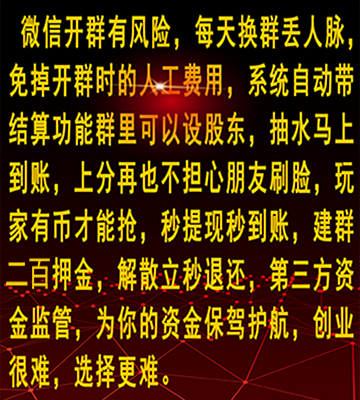 微信开群有风险，每天换群丢人脉，
免掉开群时的人工费用，系统自动带
结算功能群里可以设股东，抽水马上
到账，上分再也不担心朋友刷脸，玩
家有币才能抢，秒提现秒到账，建群
二百押金，解散立秒退还，第三方资
金监管，为你的资金保驾护航，创业
很难，选择更难。